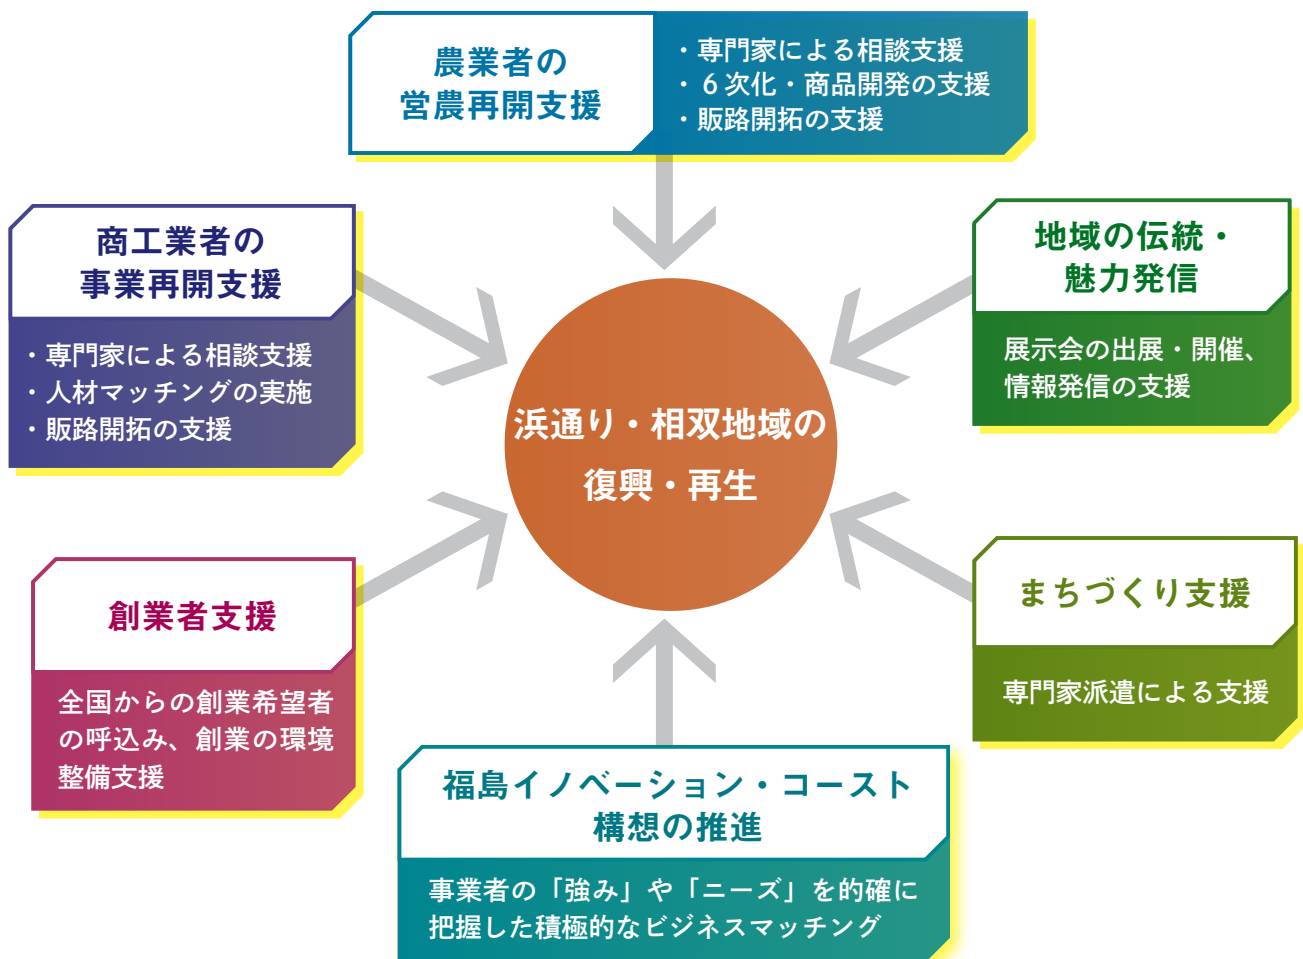 農業者の
営農再開支援
・専門家による相談支援
・６次化・商品開発の支援
・販路開拓の支援
商工業者の
事業再開支援
・専門家による相談支援
・人材マッチングの実施
・販路開拓の支援
地域の伝統・
魅力発信
展示会の出展・開催、
情報発信の支援
浜通り・相双地域の
復興・再生
創業者支援
全国からの創業希望者
の呼込み、創業の環境
整備支援
まちづくり支援
専門家派遣による支援
福島イノベーション・コースト
構想の推進
事業者の「強み」や「ニーズ」を的確に
把握した積極的なビジネスマッチング